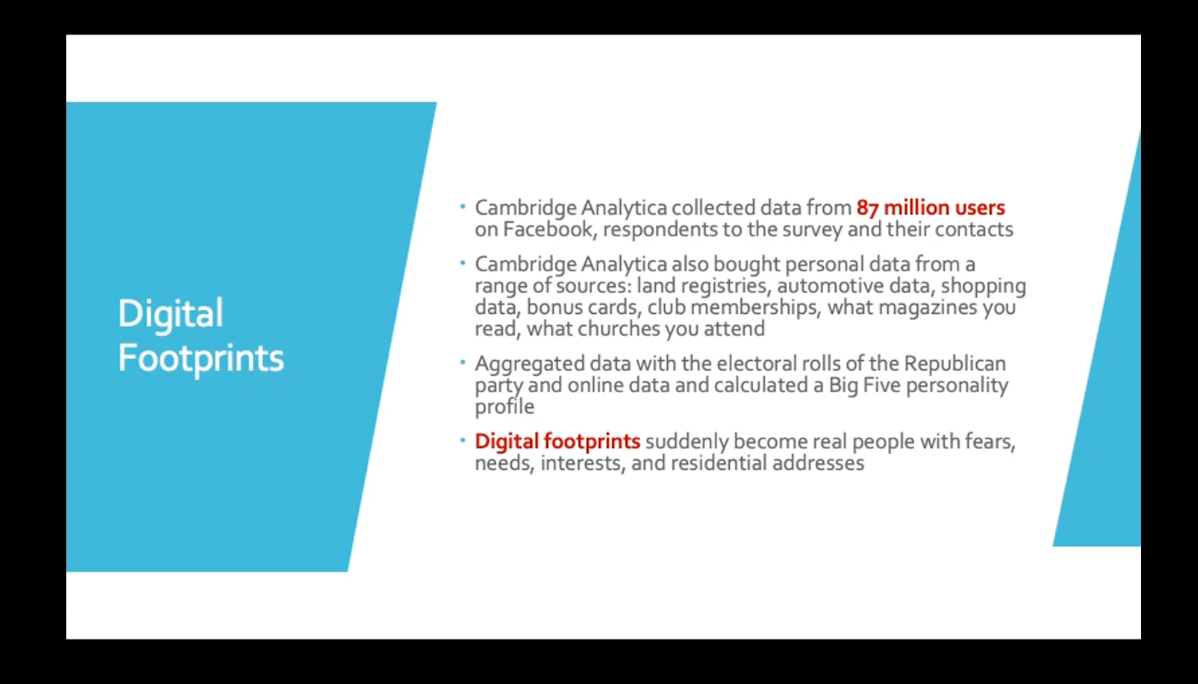 Digital
Footprints
• Cambridge Analytica collected data from 87 million users
on Facebook, respondents to the survey and their contacts
• Cambridge Analytica also bought personal data from a
range of sources: land registries, automotive data, shopping
data, bonus cards, club memberships, what magazines you
read, what churches you attend
• Aggregated data with the electoral rolls of the Republican
party and online data and calculated a Big Five personality
profile
• Digital footprints suddenly become real people with fears,
needs, interests, and residential addresses